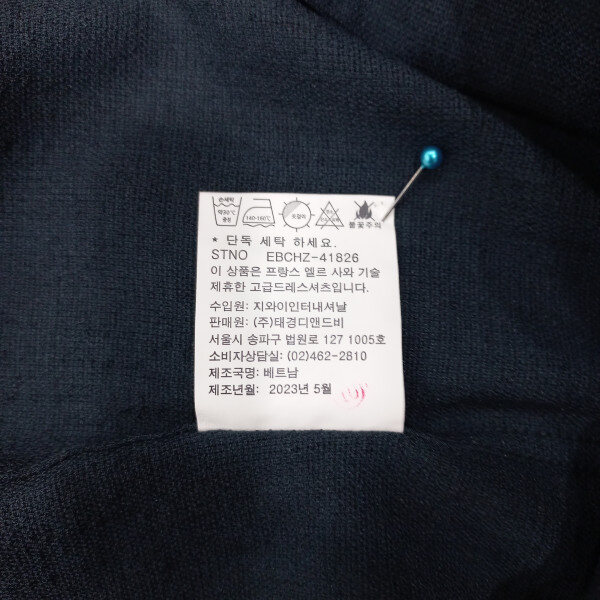 손세탁
약30℃
중성
140-160℃
옷걸이
불꽃주의
* 단독 세탁 하세요.
STNO EBCHZ-41826
이 상품은 프랑스 엘르 사와 기술
제휴한 고급드레스셔츠입니다.
수입원: 지와이인터내셔날
판매원: (주)태경디앤드비
서울시 송파구 법원로 127 1005호
소비자상담실: (02)462-2810
제조국명: 베트남
제조년월: 2023년 5월